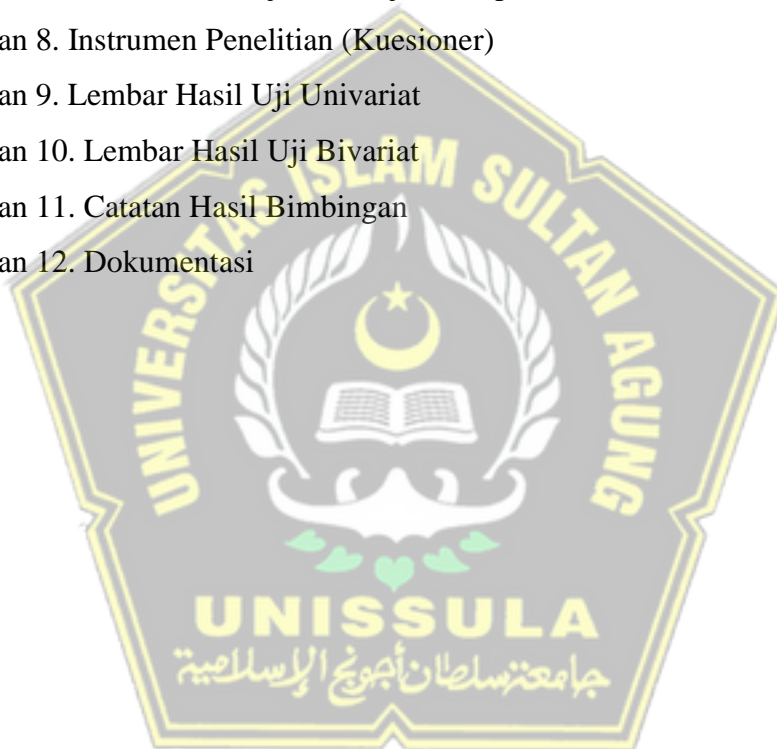 an 8. Instrumen Penelitian (Kuesioner)
an 9. Lembar Hasil Uji Univariat
an 10. Lembar Hasil Uji Bivariat
an 11. Catatan Hasil Bimbingan
an 12. Dokumentasi
UNIVERSITAS ISLAM SULTAN AGUNG
UNISSULA
جامعة سلطان أجونج الإسلامية